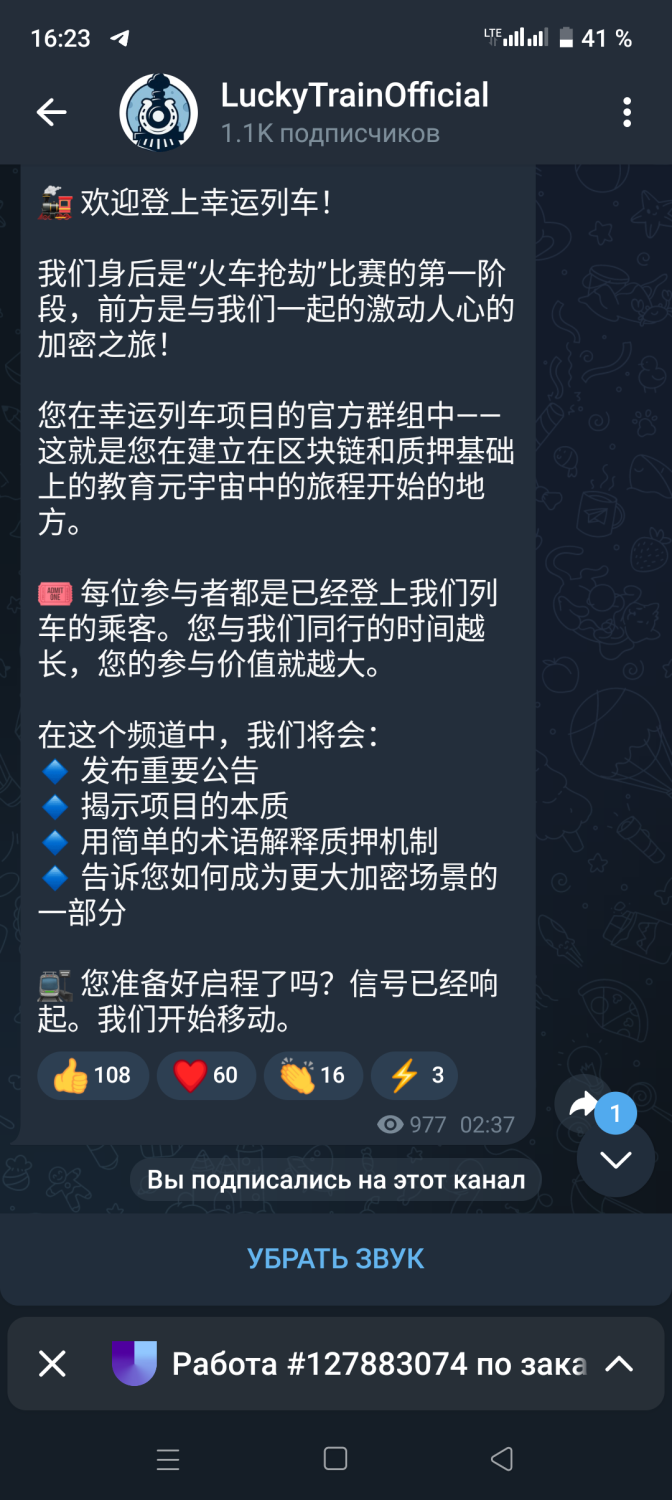 16:23
LTE
41 %
LuckyTrainOfficial
1.1K подписчиков
🚂 欢迎登上幸运列车！
我们身后是“火车抢劫”比赛的第一阶
段，前方是与我们一起的激动人心的
加密之旅！
您在幸运列车项目的官方群组中——
这就是您在建立在区块链和质押基础
上的教育元宇宙中的旅程开始的地
方。
🎟 每位参与者都是已经登上我们列
车的乘客。您与我们同行的时间越
长，您的参与价值就越大。
在这个频道中，我们将会：
🔹 发布重要公告
🔹 揭示项目的本质
🔹 用简单的术语解释质押机制
🔹 告诉您如何成为更大加密场景的
一部分
🚉 您准备好启程了吗？信号已经响
起。我们开始移动。
👍 108 ❤️ 60 👏 16 ⚡ 3
977 02:37
1
Вы подписались на этот канал
УБРАТЬ ЗВУК
Работа #127883074 по зака